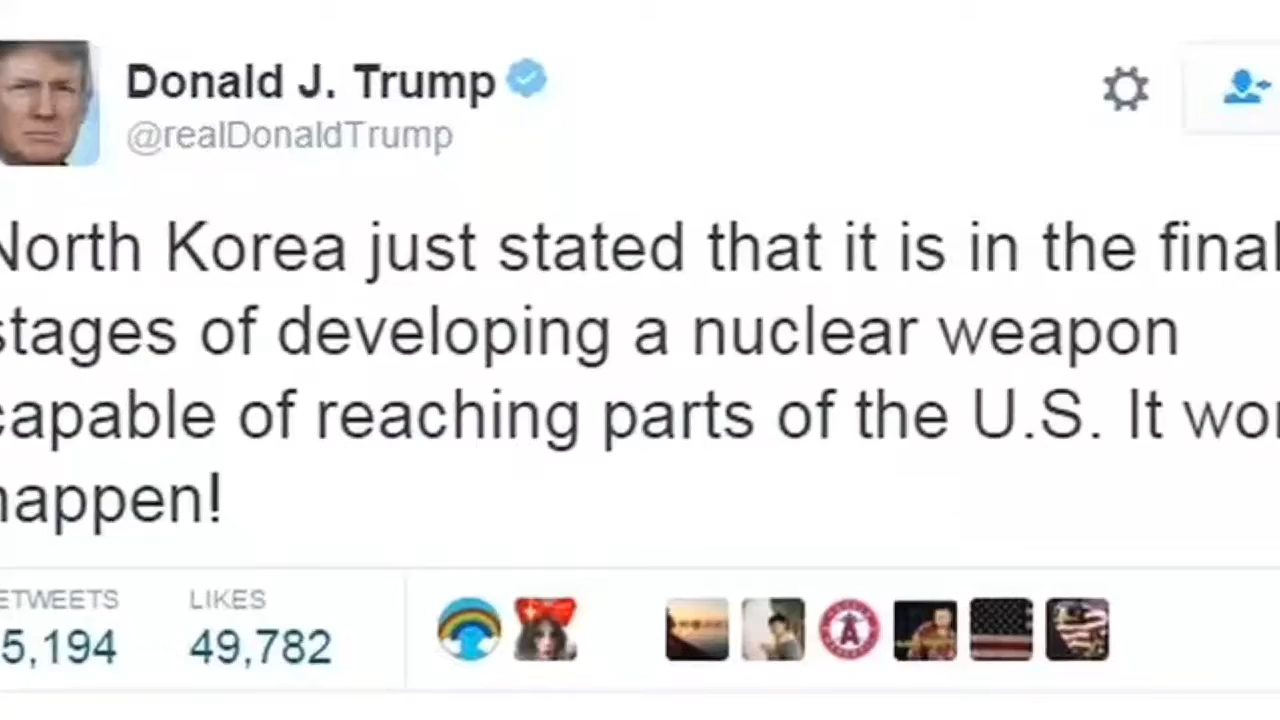 Donald J. Trump
@realDonaldTrump
North Korea just stated that it is in the final
stages of developing a nuclear weapon
capable of reaching parts of the U.S. It
happen!
ETWEETS LIKES
5,194 49,782
A